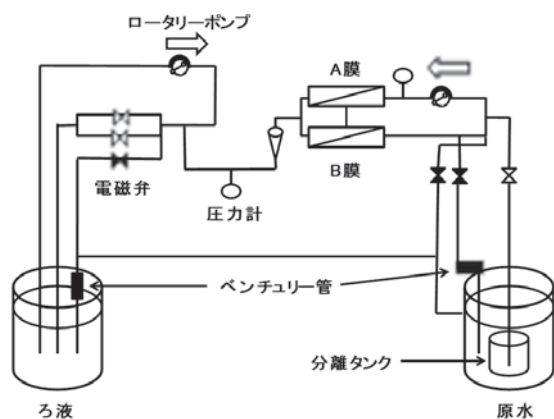 ロータリーポンプ
A膜
B膜
電磁弁
圧力計
ベンチュリー管
分離タンク
ろ液
原水